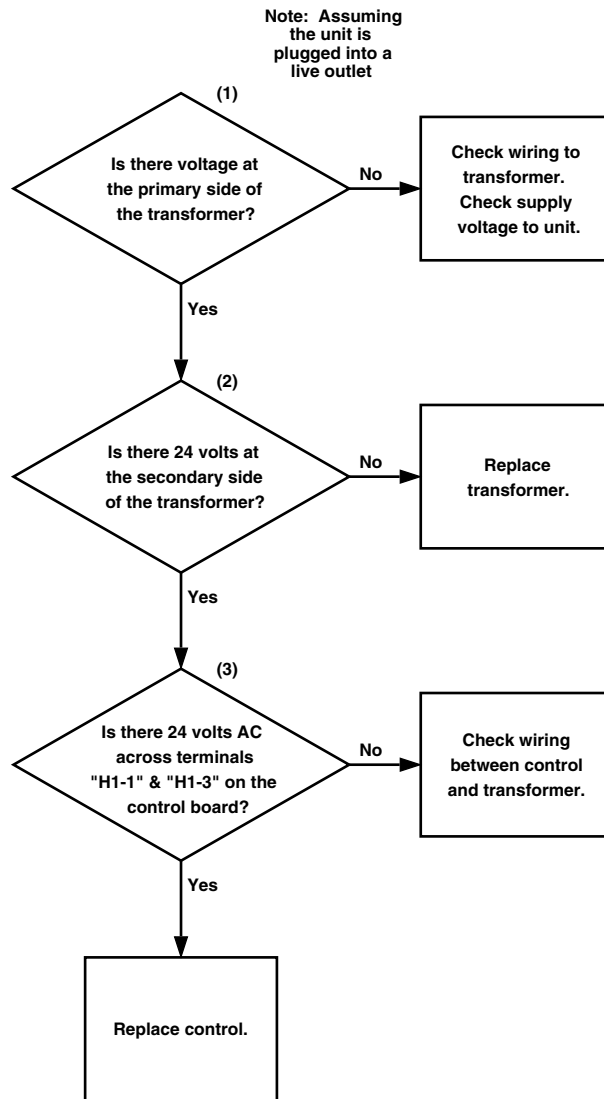 Note: Assuming
the unit is
plugged into a
live outlet
(1)
Is there voltage at
the primary side of
the transformer?
No
Check wiring to
transformer.
Check supply
voltage to unit.
Yes
(2)
Is there 24 volts at
the secondary side
of the transformer?
No
Replace
transformer.
Yes
(3)
Is there 24 volts AC
across terminals
"H1-1" & "H1-3" on the
control board?
No
Check wiring
between control
and transformer.
Yes
Replace control.